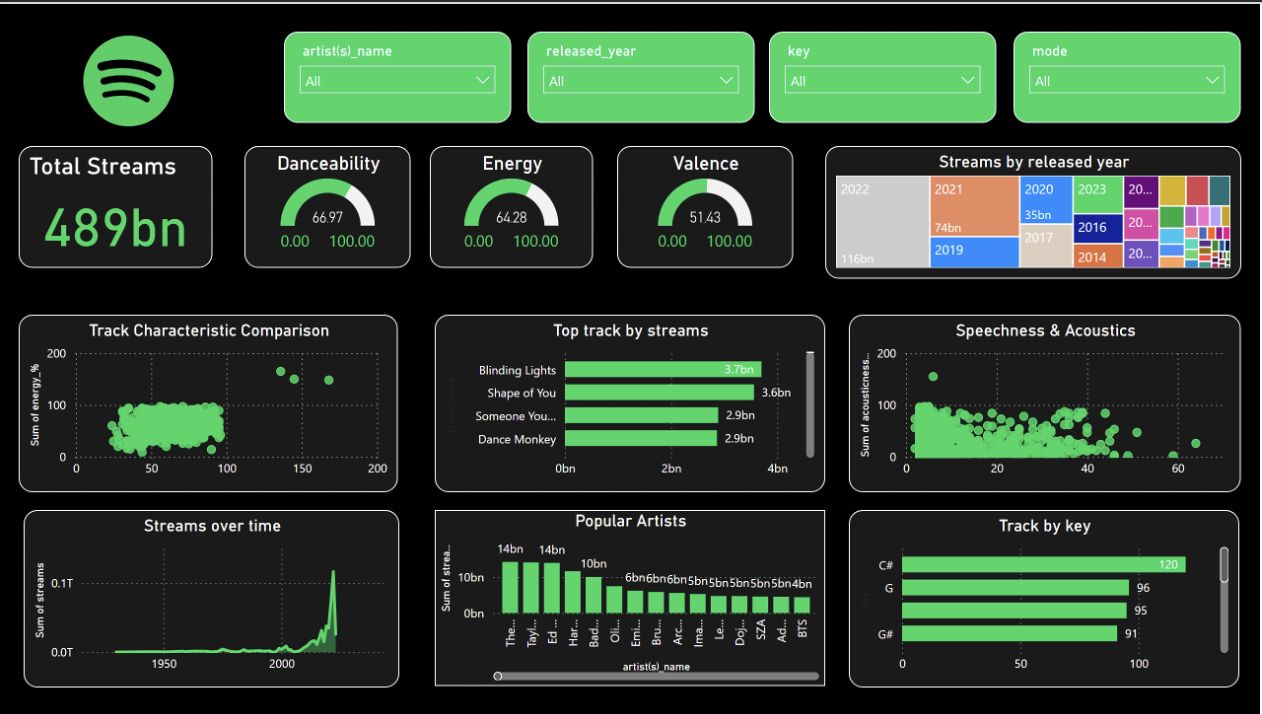 artist(s)_name
All
released_year
All
key
All
mode
All
Total Streams
489bn
Danceability
66.97
0.00 100.00
Energy
64.28
0.00 100.00
Valence
51.43
0.00 100.00
Streams by released year
2022
116bn
2021
74bn
2019
2020
35bn
2017
2023
2016
2014
20...
20...
20...
Track Characteristic Comparison
Sum of energy_%
200
100
0
0 50 100 150 200
Top track by streams
Blinding Lights 3.7bn
Shape of You 3.6bn
Someone You... 2.9bn
Dance Monkey 2.9bn
0bn 2bn 4bn
Speechness & Acoustics
Sum of acousticness...
200
100
0
0 20 40 60
Streams over time
Sum of streams
0.1T
0.0T
1950 2000
Popular Artists
Sum of strea...
10bn
0bn
14bn 14bn 10bn 6bn 6bn 6bn 5bn 5bn 5bn 5bn 5bn 4bn
The... Tayl... Ed ... Har... Bad... Oli... Emi... Bru... Arc... Ima... Le... Doj... SZA Ad... BTS
artist(s)_name
Track by key
key
C# 120
G 96
95
G# 91
0 50 100